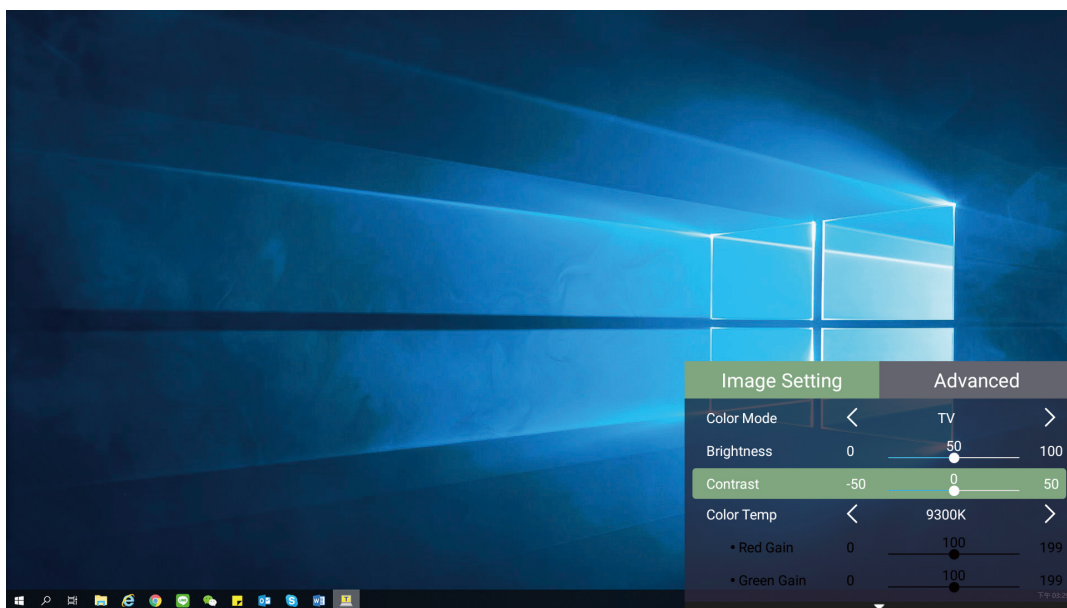 Image Setting Advanced
Color Mode TV
Brightness 0 50 100
Contrast -50 0 50
Color Temp 9300K
• Red Gain 0 100 199
• Green Gain 0 100 199